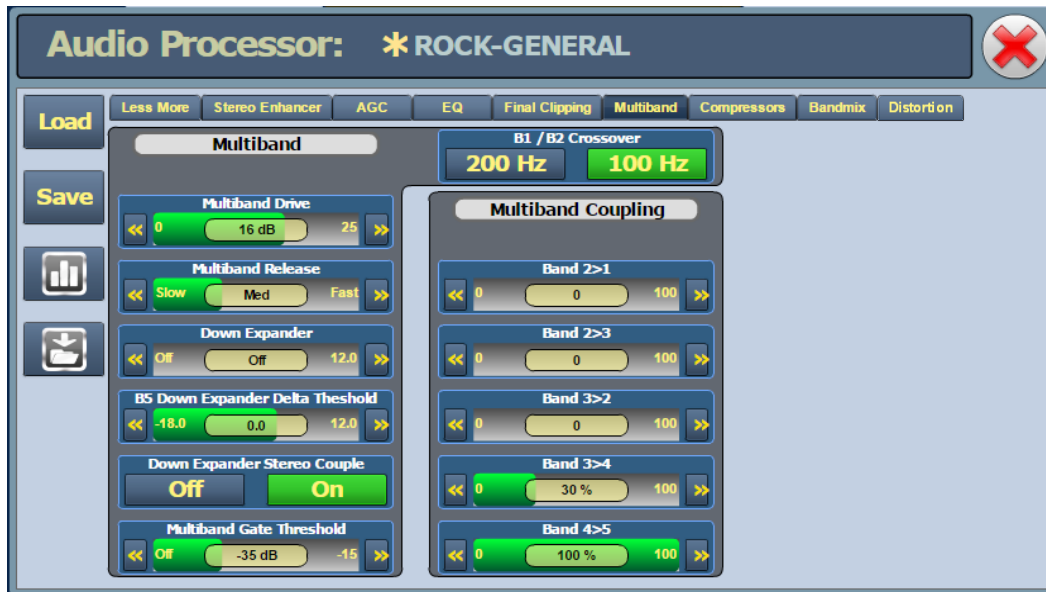 Audio Processor: *ROCK-GENERAL
Load
Save
Less More Stereo Enhancer AGC EQ Final Clipping Multiband Compressors Bandmix Distortion
Multiband
Multiband Drive
« 0 16 dB 25 »
Multiband Release
« Slow Med Fast »
Down Expander
« Off Off 12.0 »
B5 Down Expander Delta Theshold
« -18.0 0.0 12.0 »
Down Expander Stereo Couple
Off On
Multiband Gate Threshold
« Off -35 dB -15 »
B1 / B2 Crossover
200 Hz 100 Hz
Multiband Coupling
Band 2>1
« 0 0 100 »
Band 2>3
« 0 0 100 »
Band 3>2
« 0 0 100 »
Band 3>4
« 0 30 % 100 »
Band 4>5
« 0 100 % 100 »